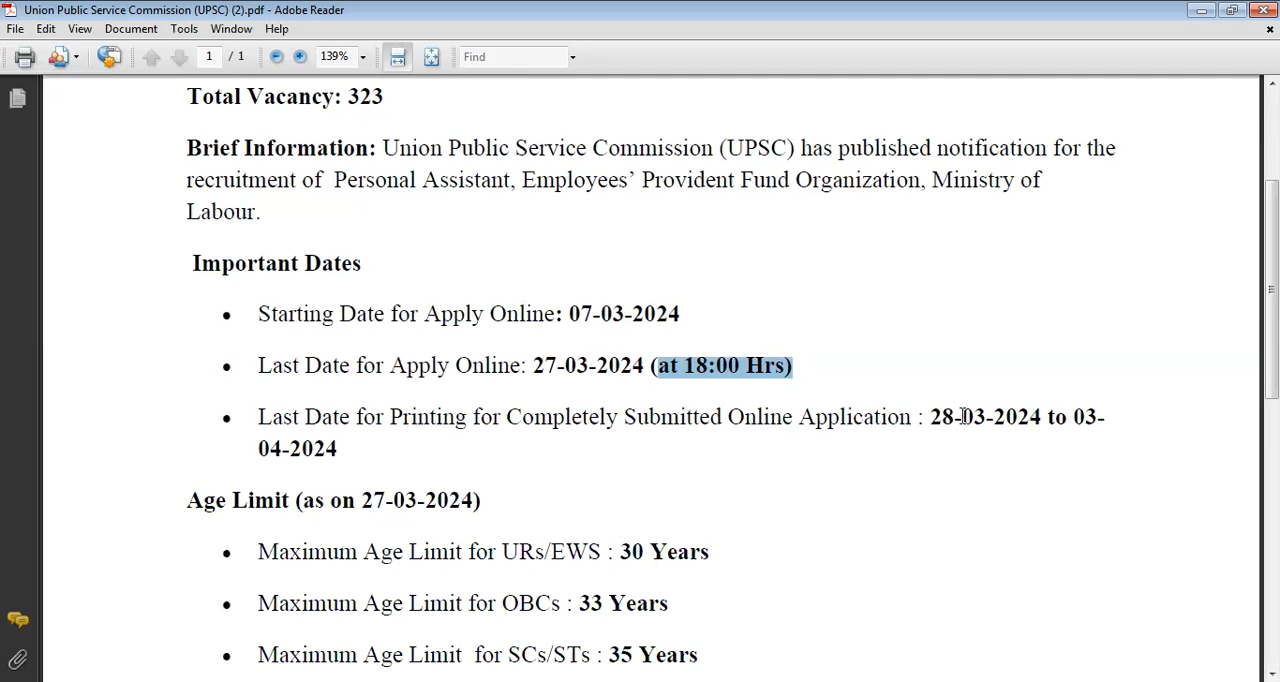 Union Public Service Commission (UPSC) (2).pdf - Adobe Reader
File Edit View Document Tools Window Help
1 / 1 139% Find
Total Vacancy: 323
Brief Information: Union Public Service Commission (UPSC) has published notification for the
recruitment of  Personal Assistant, Employees’ Provident Fund Organization, Ministry of
Labour.
Important Dates
• Starting Date for Apply Online: 07-03-2024
• Last Date for Apply Online: 27-03-2024 (at 18:00 Hrs)
• Last Date for Printing for Completely Submitted Online Application : 28-03-2024 to 03-
04-2024
Age Limit (as on 27-03-2024)
• Maximum Age Limit for URs/EWS : 30 Years
• Maximum Age Limit for OBCs : 33 Years
• Maximum Age Limit  for SCs/STs : 35 Years